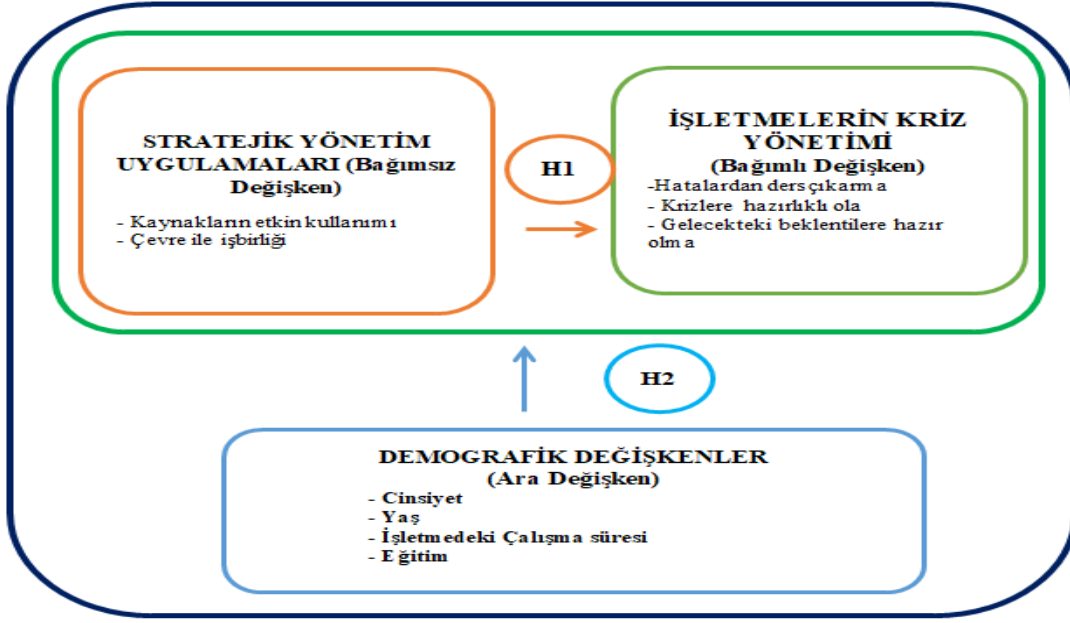 STRATEJİK YÖNETİM
UYGULAMALARI (Bağımsız
Değişken)
- Kaynakların etkin kullanımı
- Çevre ile işbirliği
H1
İŞLETMELERİN KRİZ
YÖNETİMİ
(Bağımlı Değişken)
-Hatalardan ders çıkarma
- Krizlere hazırlıklı ola
- Gelecekteki beklentilere hazır
olma
H2
DEMOGRAFİK DEĞİŞKENLER
(Ara Değişken)
- Cinsiyet
- Yaş
- İşletmedeki Çalışma süresi
- Eğitim